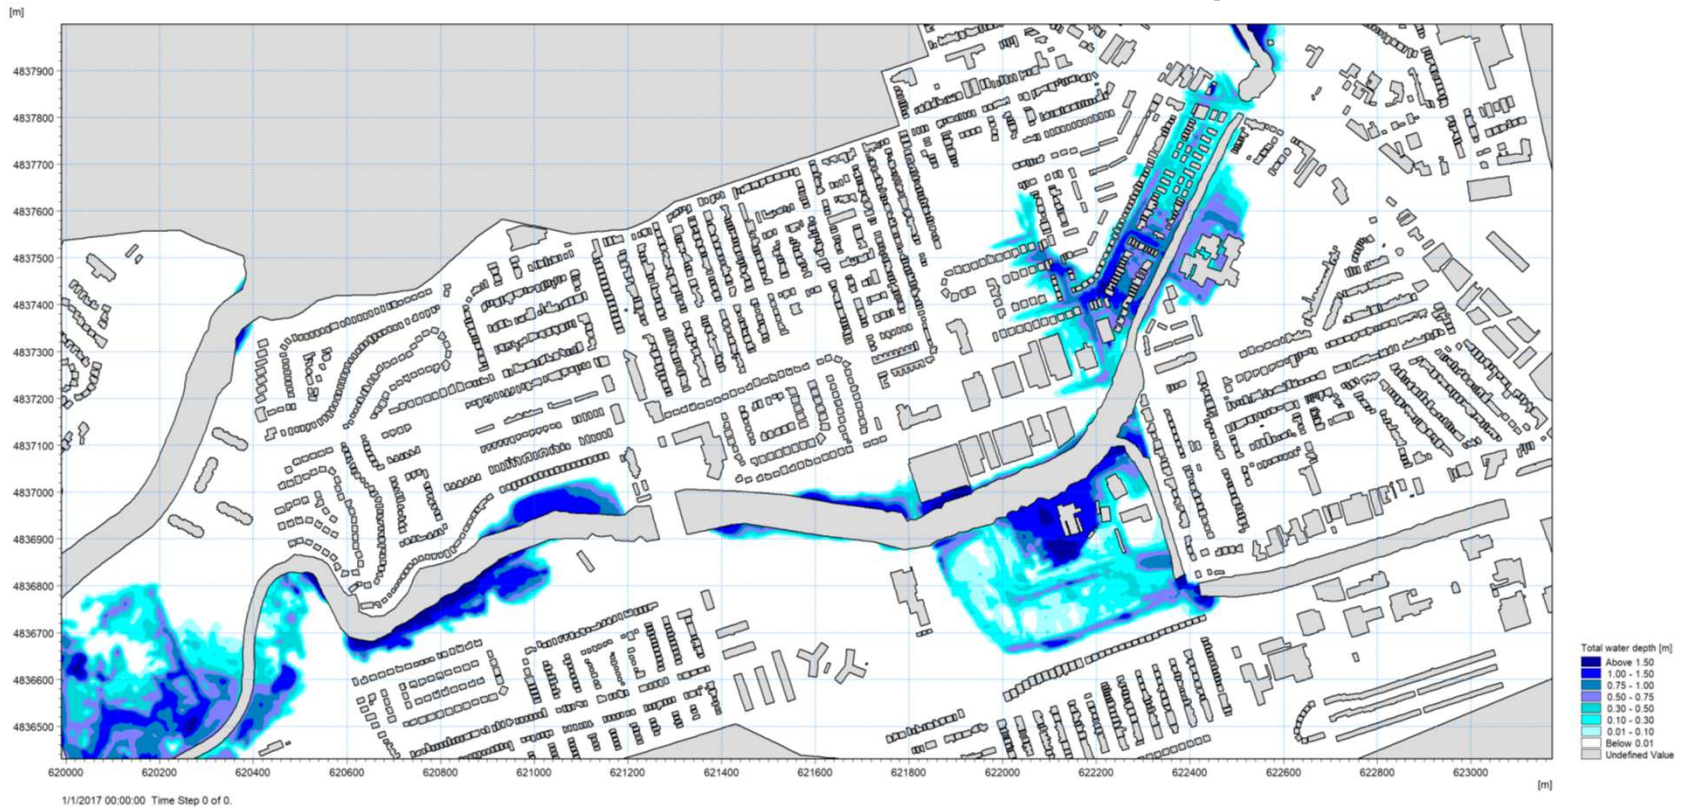 [m]
4837900
4837800
4837700
4837600
4837500
4837400
4837300
4837200
4837100
4837000
4836900
4836800
4836700
4836600
4836500
620000 620200 620400 620600 620800 621000 621200 621400 621600 621800 622000 622200 622400 622600 622800 623000
[m]
1/1/2017 00:00:00 Time Step 0 of 0.
Total water depth [m]
Above 1.50
1.00 - 1.50
0.75 - 1.00
0.50 - 0.75
0.30 - 0.50
0.10 - 0.30
0.01 - 0.10
Below 0.01
Undefined Value